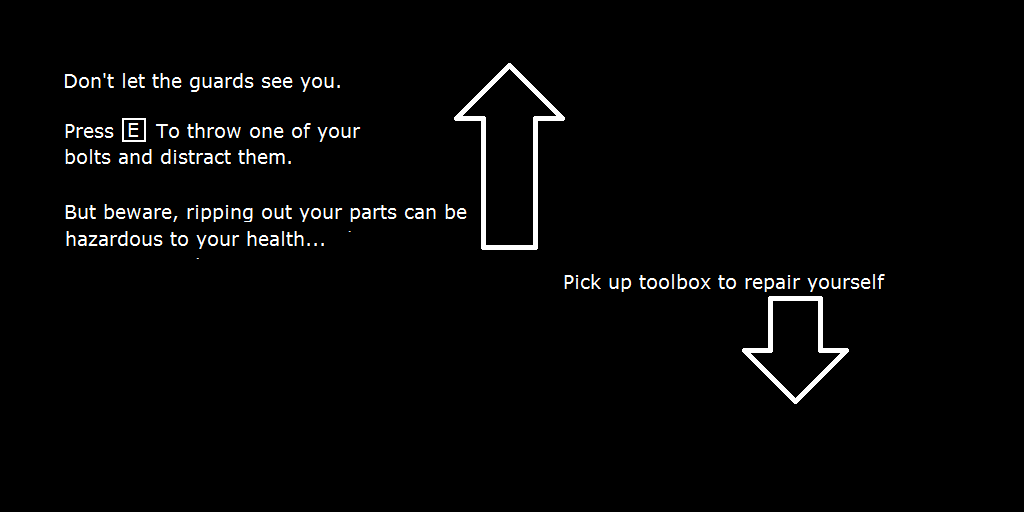 Don't let the guards see you.
Press E To throw one of your
bolts and distract them.
But beware, ripping out your parts can be
hazardous to your health...
Pick up toolbox to repair yourself